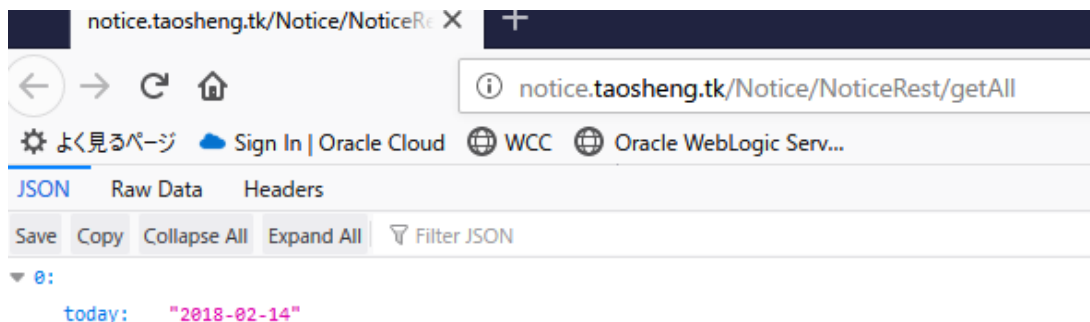 notice.taosheng.tk/Notice/NoticeRe
notice.taosheng.tk/Notice/NoticeRest/getAll
よく見るページ Sign In | Oracle Cloud WCC Oracle WebLogic Serv...
JSON Raw Data Headers
Save Copy Collapse All Expand All Filter JSON
0:
today: "2018-02-14"